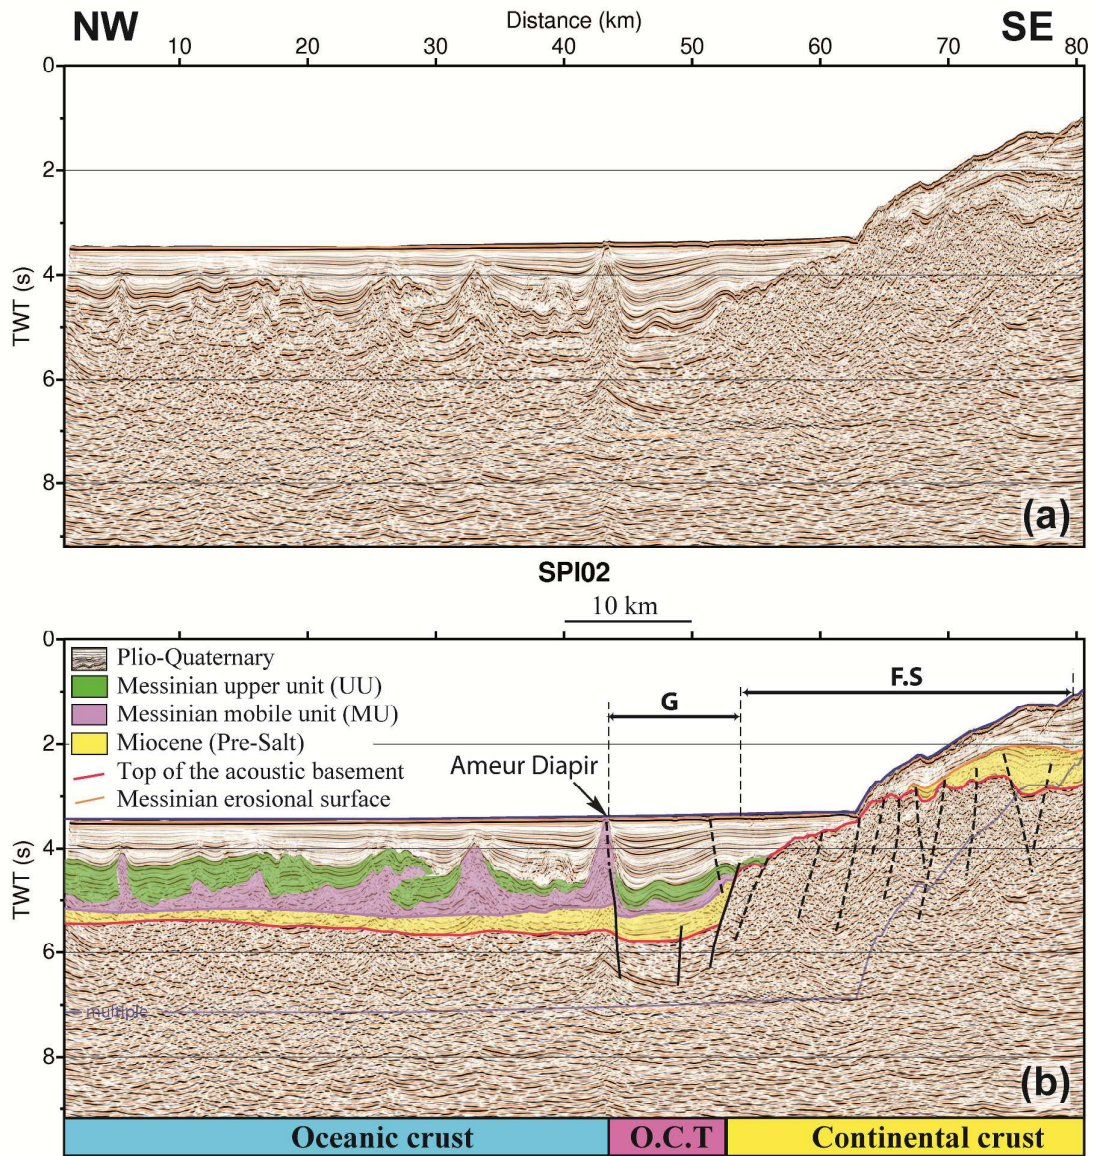 NW
Distance (km)
SE
10 20 30 40 50 60 70 80
0
2
4
6
8
TWT (s)
(a)
SPI02
10 km
0
2
4
6
8
TWT (s)
Plio-Quaternary
Messinian upper unit (UU)
Messinian mobile unit (MU)
Miocene (Pre-Salt)
Top of the acoustic basement
Messinian erosional surface
F.S
G
Ameur Diapir
multiple
(b)
Oceanic crust
O.C.T
Continental crust